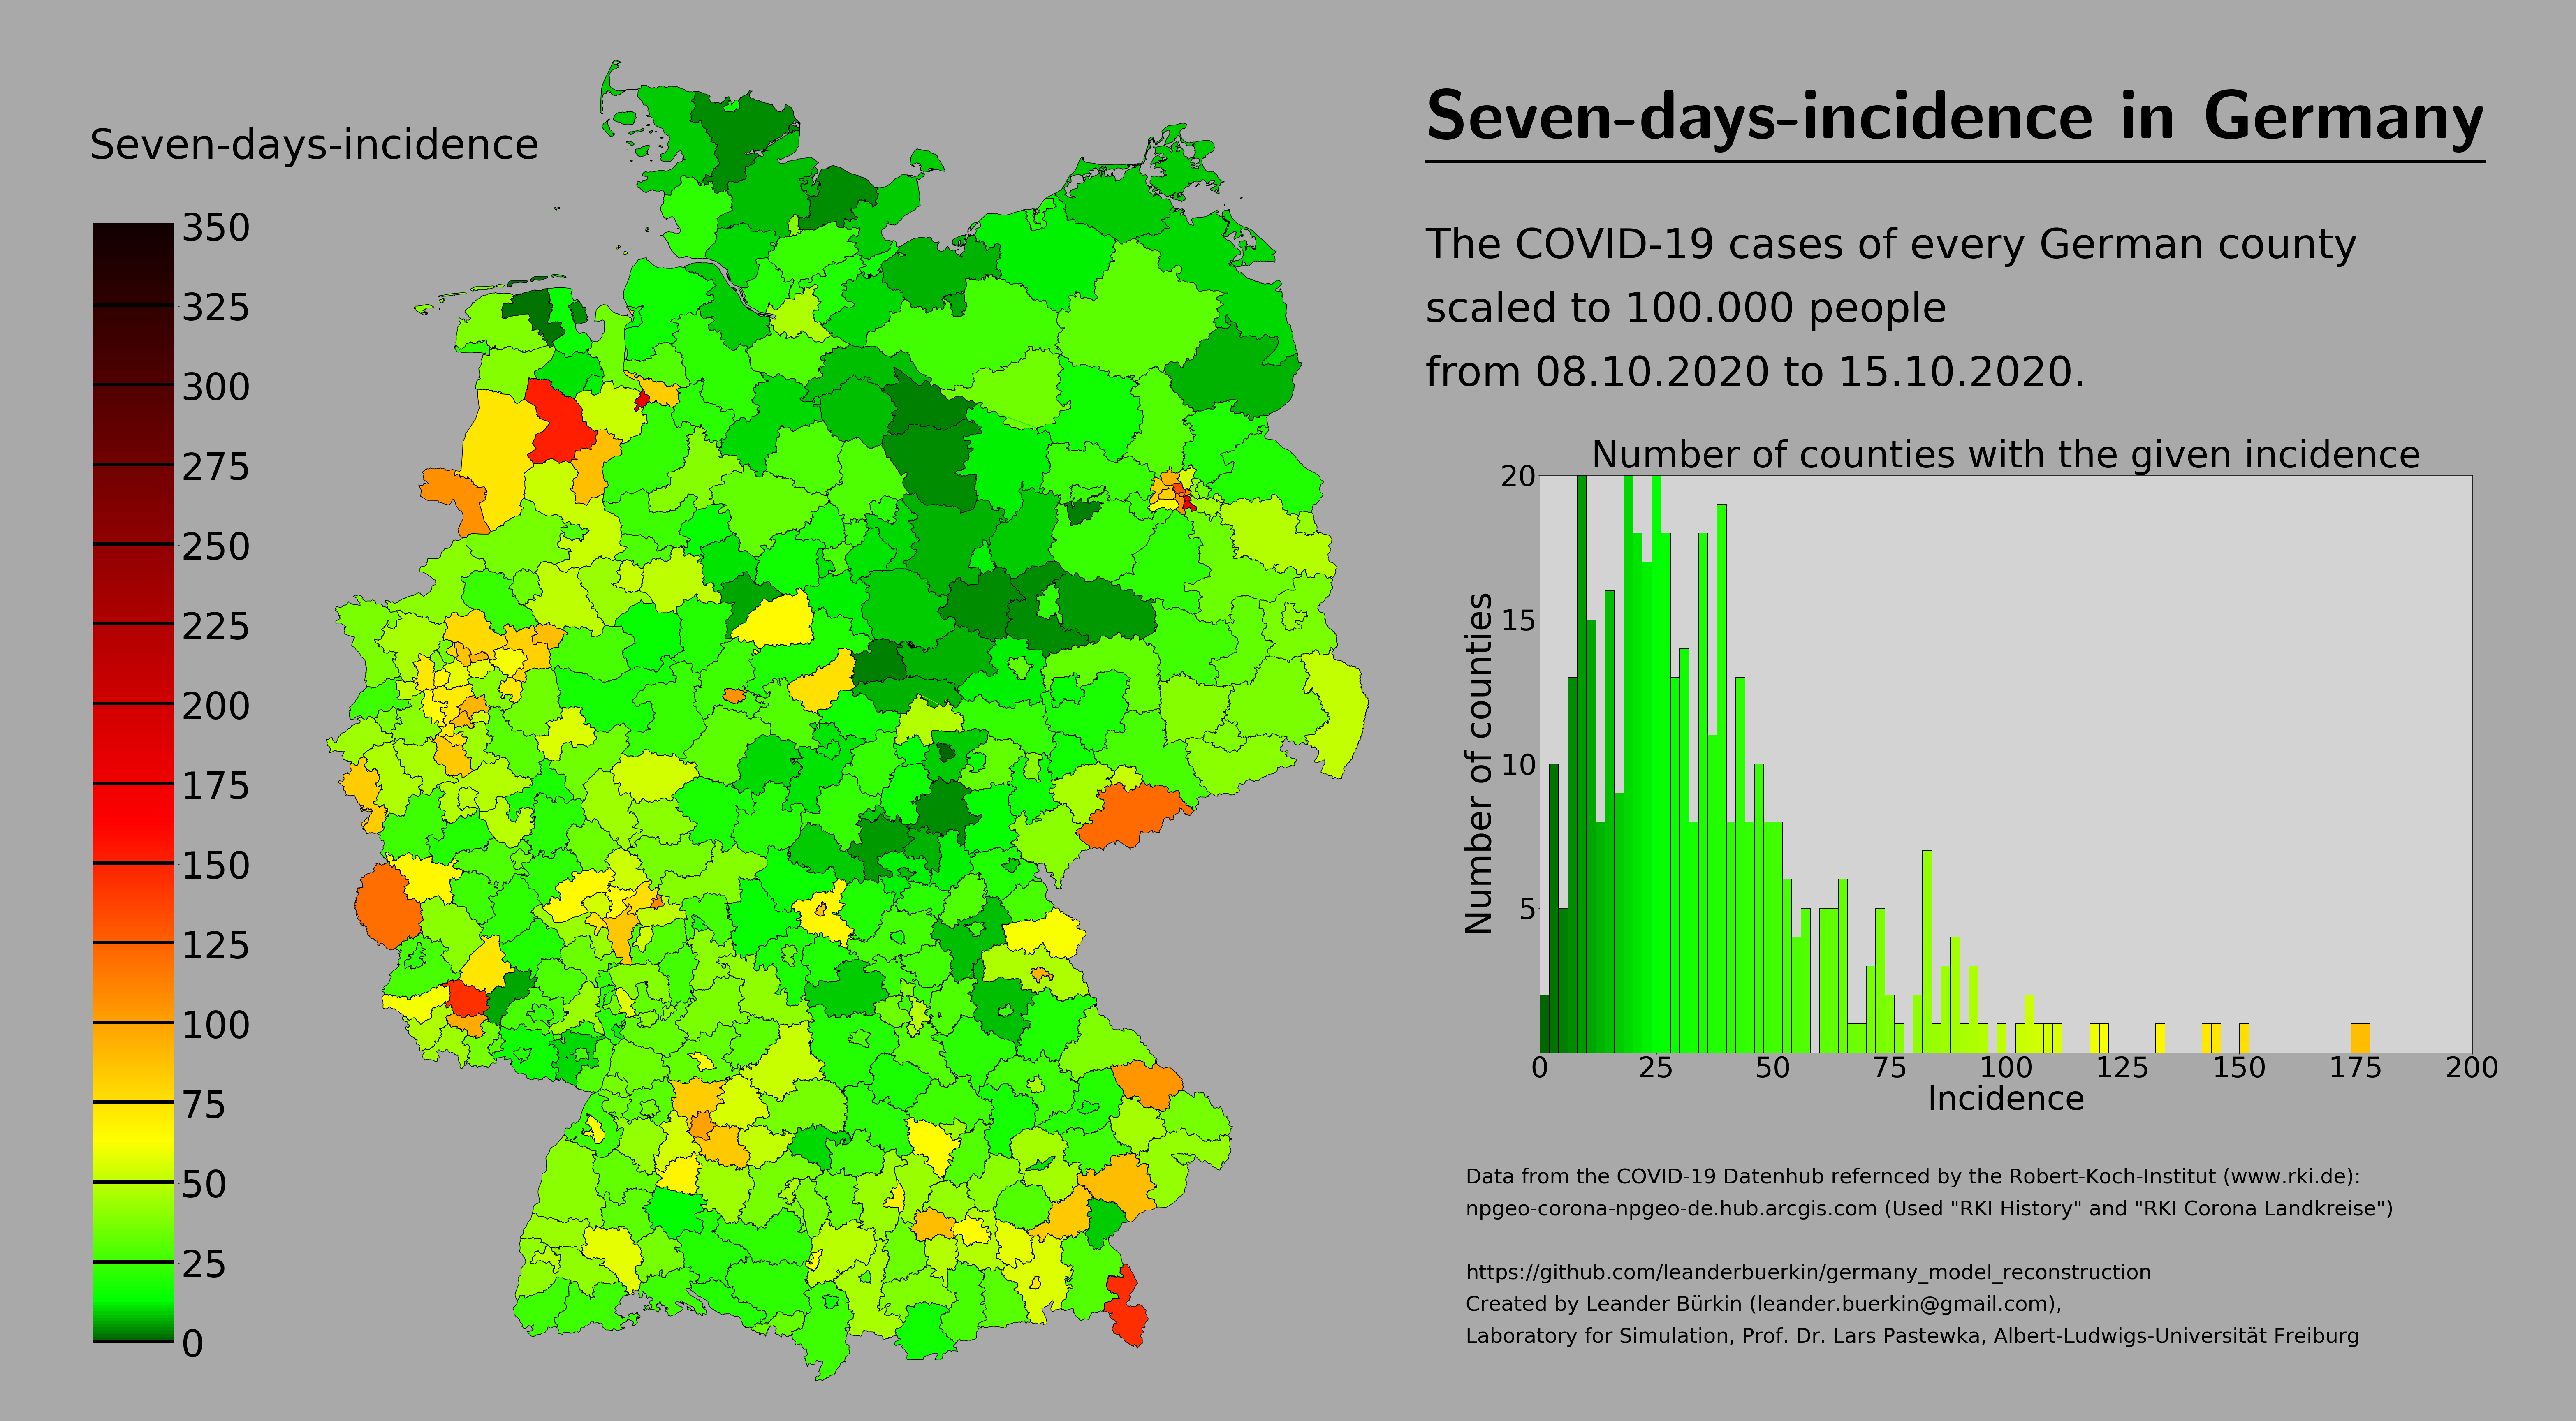 Seven-days-incidence
350
325
300
275
250
225
200
175
150
125
100
75
50
25
0
Seven-days-incidence in Germany
The COVID-19 cases of every German county
scaled to 100.000 people
from 08.10.2020 to 15.10.2020.
Number of counties with the given incidence
20
15
10
5
Number of counties
0 25 50 75 100 125 150 175 200
Incidence
Data from the COVID-19 Datenhub refernced by the Robert-Koch-Institut (www.rki.de):
npgeo-corona-npgeo-de.hub.arcgis.com (Used "RKI History" and "RKI Corona Landkreise")
https://github.com/leanderbuerkin/germany_model_reconstruction
Created by Leander Bürkin (leander.buerkin@gmail.com),
Laboratory for Simulation, Prof. Dr. Lars Pastewka, Albert-Ludwigs-Universität Freiburg